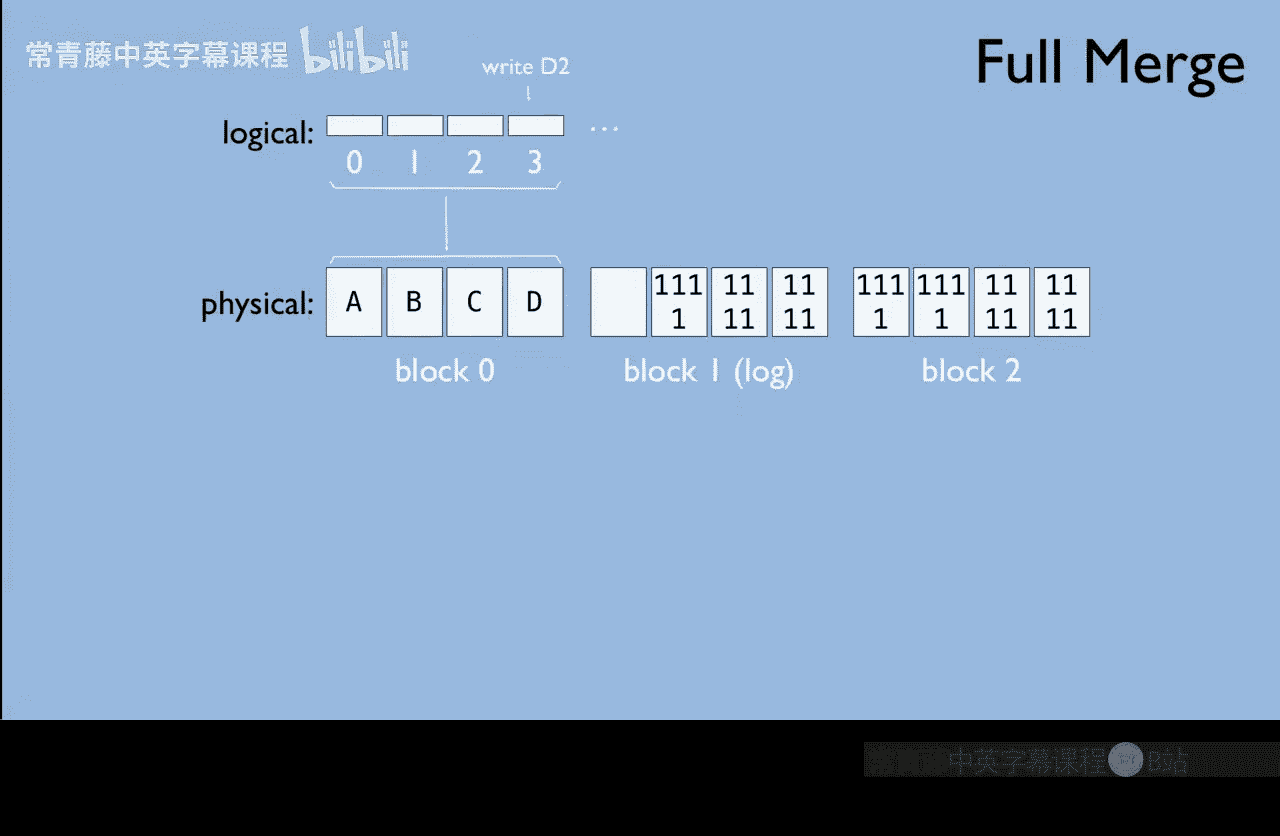 常青藤中英字幕课程 bilibili
Full Merge
write D2
logical:
...
0 1 2 3
physical:
A B C D
111 1 11 11 11 11
111 1 111 1 11 11 11 11
block 0 block 1 (log) block 2
中英字幕课程 B站